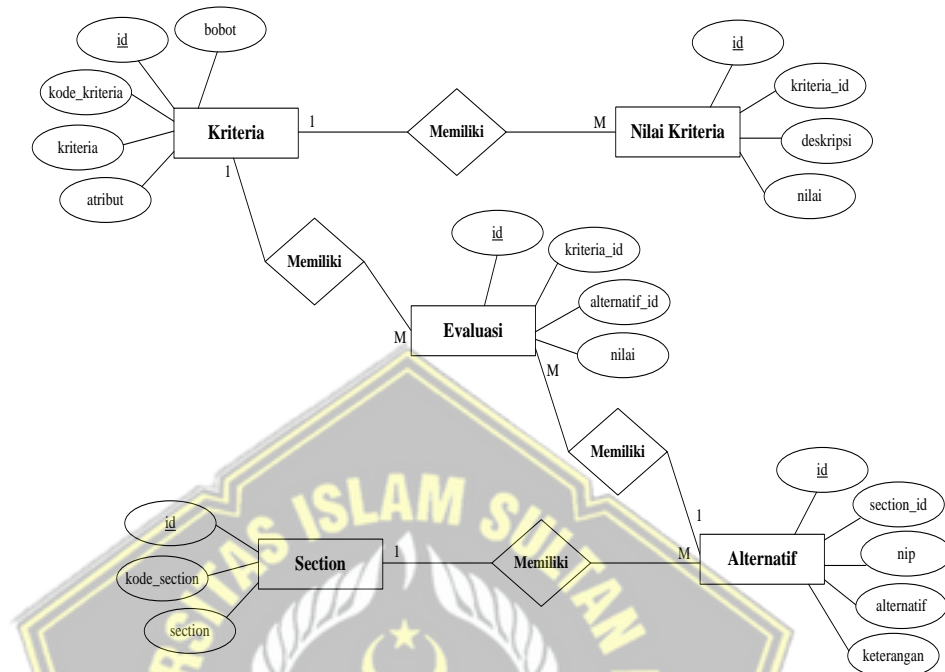 bobot
id
kode_kriteria
kriteria
atribut
Kriteria
1
1
Memiliki
M
Nilai Kriteria
id
kriteria_id
deskripsi
nilai
Memiliki
id
kriteria_id
alternatif_id
nilai
Evaluasi
M
M
Memiliki
1
id
section_id
nip
alternatif
keterangan
Alternatif
M
Memiliki
1
Section
id
kode_section
section
ISLAM